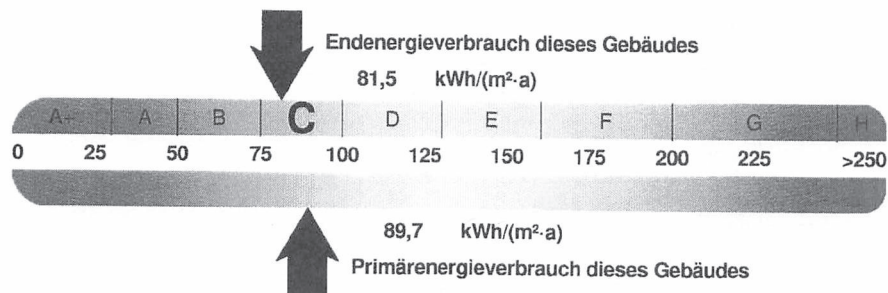 Endenergieverbrauch dieses Gebäudes
81,5 kWh/(m²·a)
A+ A B C D E F G H
0 25 50 75 100 125 150 175 200 225 >250
89,7 kWh/(m²·a)
Primärenergieverbrauch dieses Gebäudes